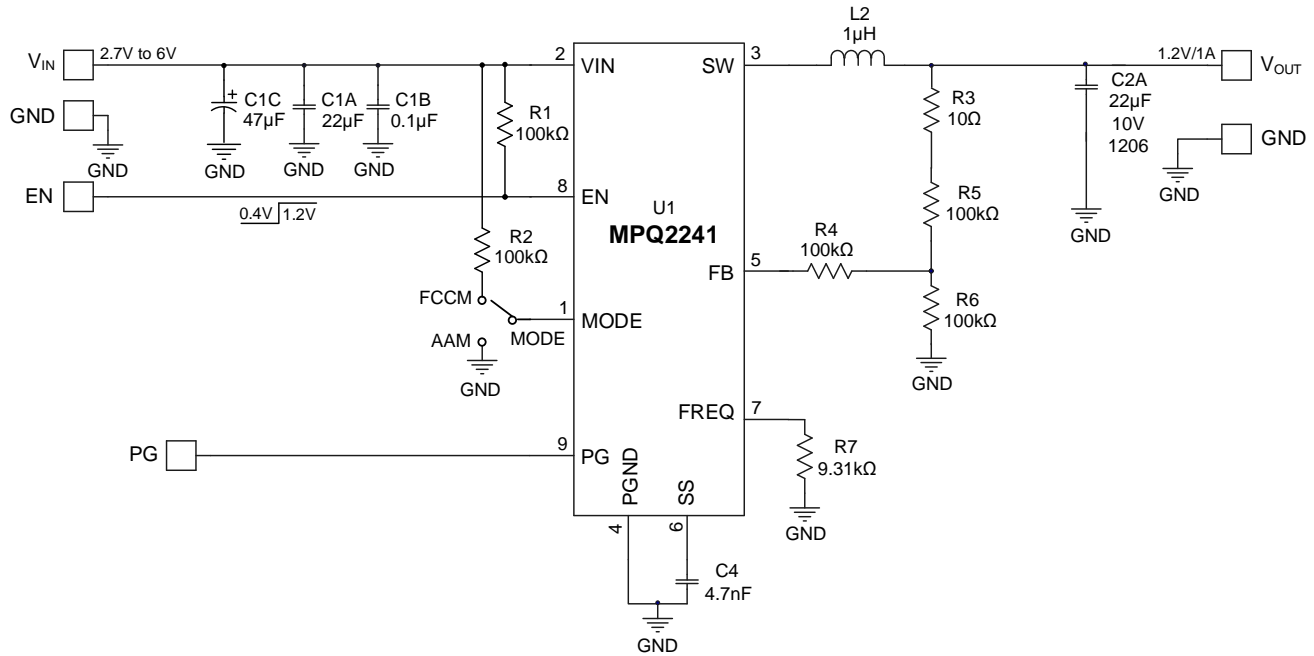 L2
1µH
VIN
2.7V to 6V
2
VIN
SW
3
1.2V/1A
VOUT
C1C
47µF
+
C1A
22µF
C1B
0.1µF
R1
100kΩ
R3
10Ω
C2A
22µF
10V
1206
GND
GND
GND
GND
GND
GND
GND
EN
8
EN
0.4V
1.2V
U1
MPQ2241
R5
100kΩ
GND
R2
100kΩ
R4
100kΩ
FB
5
FCCM
R6
100kΩ
1
MODE
MODE
AAM
GND
GND
FREQ
7
PG
9
PG
R7
9.31kΩ
PGND
SS
4
6
GND
C4
4.7nF
GND